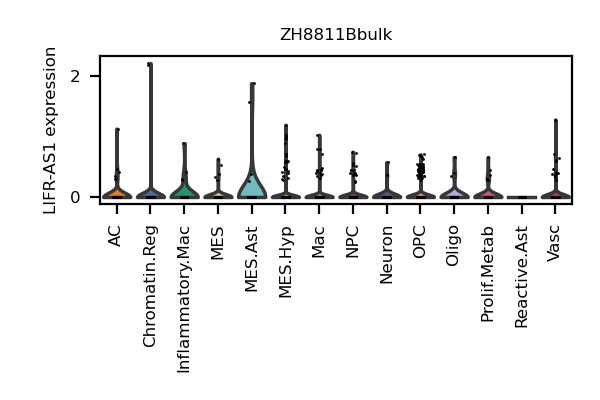 ZH8811Bbulk
LIFR-AS1 expression
2
0
AC
Chromatin.Reg
Inflammatory.Mac
MES
MES.Ast
MES.Hyp
Mac
NPC
Neuron
OPC
Oligo
Prolif.Metab
Reactive.Ast
Vasc